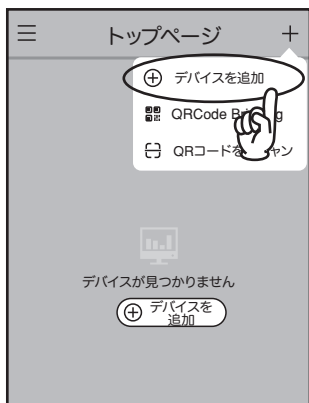 トップページ
デバイスを追加
QRCode
QRコードを
デバイスが見つかりません
デバイスを
追加